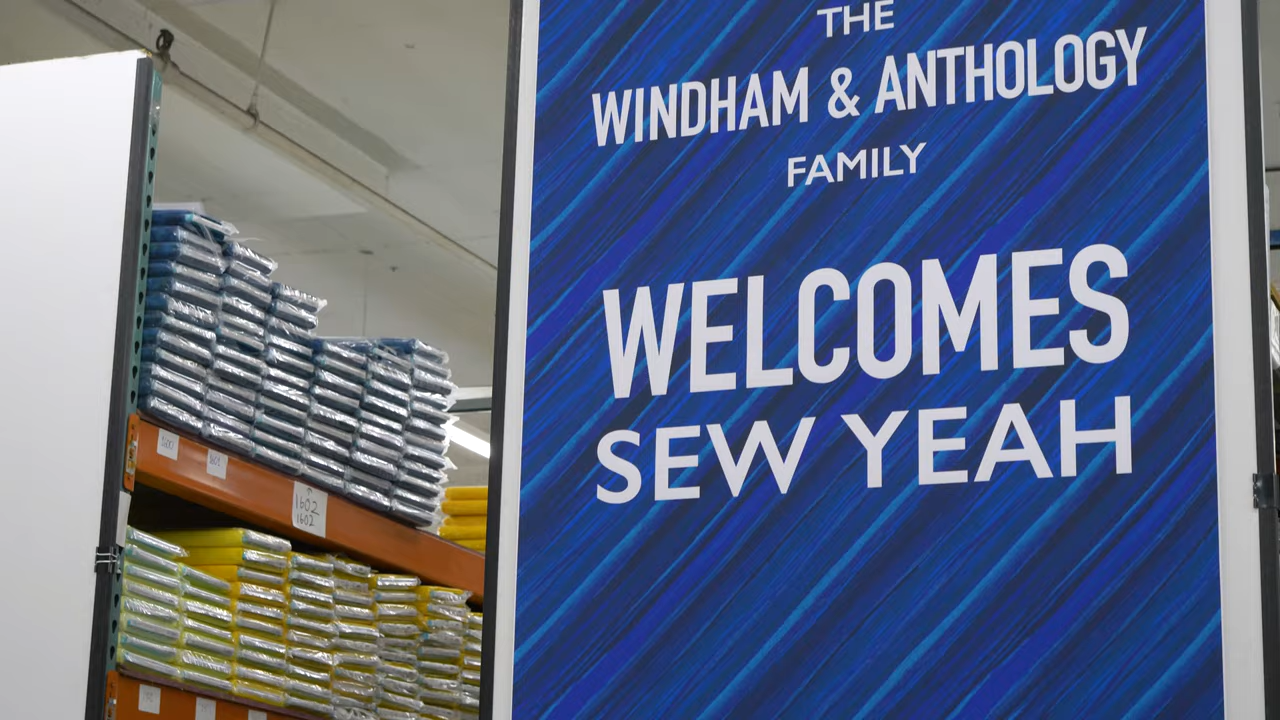 THE
WINDHAM & ANTHOLOGY
FAMILY
WELCOMES
SEW YEAH
1602
1602